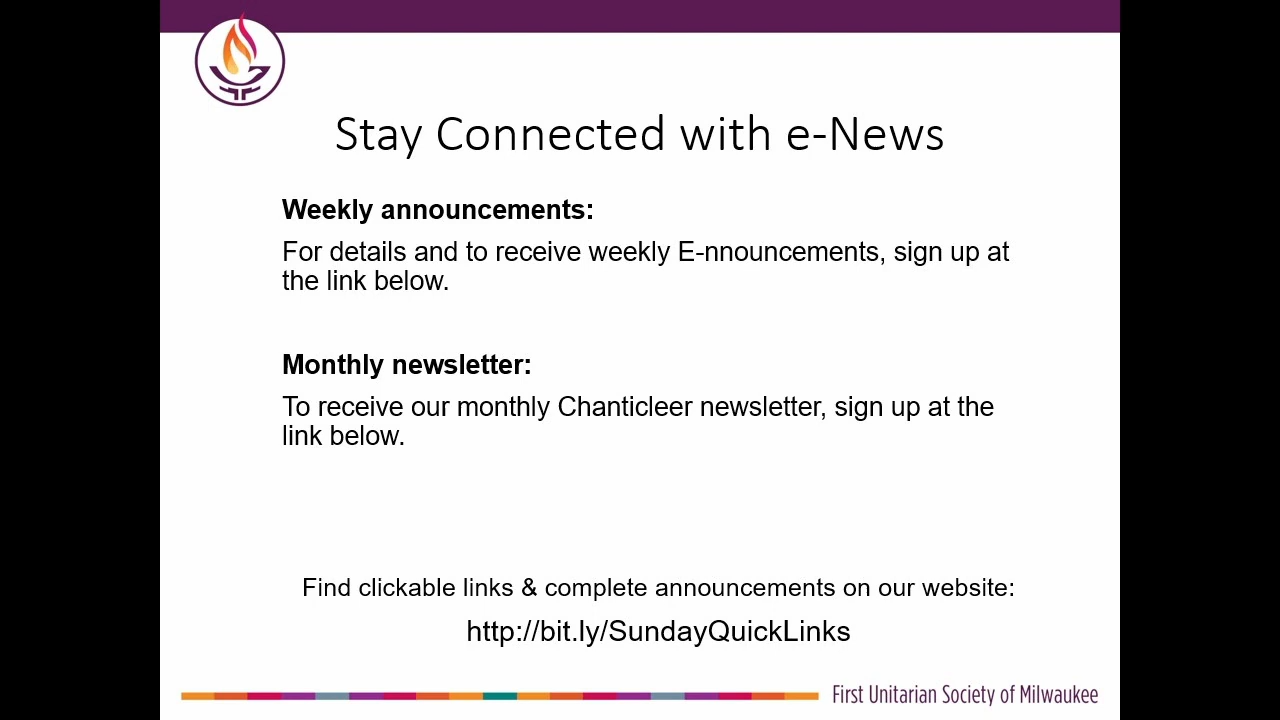 Stay Connected with e-News
Weekly announcements:
For details and to receive weekly E-nnouncements, sign up at
the link below.
Monthly newsletter:
To receive our monthly Chanticleer newsletter, sign up at the
link below.
Find clickable links & complete announcements on our website:
http://bit.ly/SundayQuickLinks
First Unitarian Society of Milwaukee